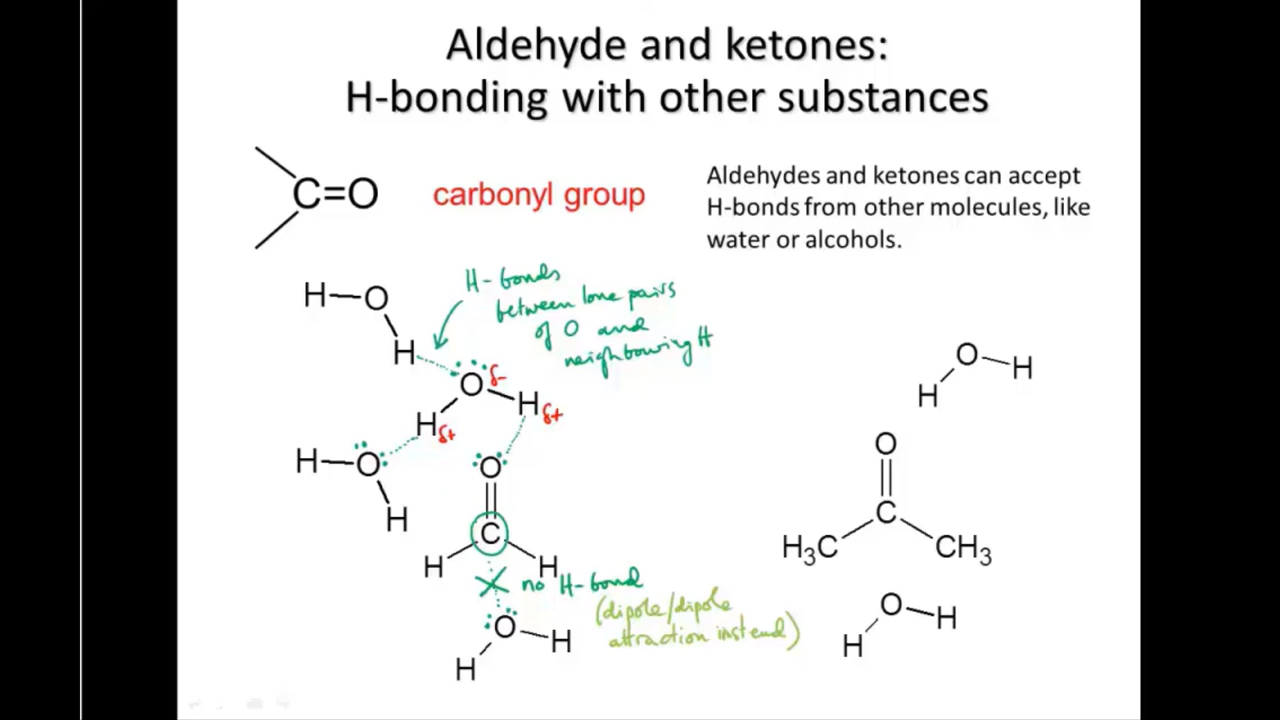 Aldehyde and ketones:
H-bonding with other substances
C=O
carbonyl group
Aldehydes and ketones can accept
H-bonds from other molecules, like
water or alcohols.
H-bonds
between lone pairs
of O and
neighbouring H
H—O
H
O δ-
H δ+
H δ+
H—O
H
O
C
H
H
no H-bond
(dipole/dipole
attraction instead)
O—H
H
O—H
H
O
C
H₃C
CH₃
O—H
H